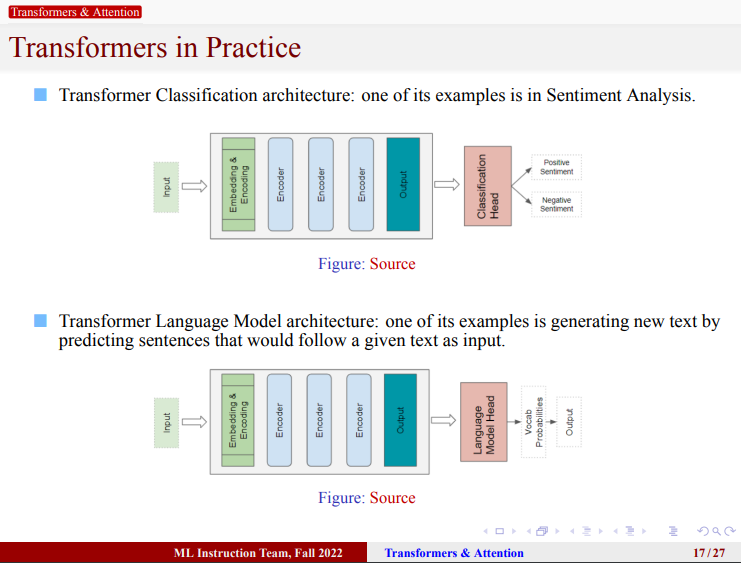 Transformers & Attention
Transformers in Practice
Transformer Classification architecture: one of its examples is in Sentiment Analysis.
Input
Embedding &
Encoding
Encoder
Encoder
Encoder
Output
Classification
Head
Positive
Sentiment
Negative
Sentiment
Figure: Source
Transformer Language Model architecture: one of its examples is generating new text by
predicting sentences that would follow a given text as input.
Input
Embedding &
Encoding
Encoder
Encoder
Encoder
Output
Language
Model Head
Vocab
Probabilities
Output
Figure: Source
ML Instruction Team, Fall 2022
Transformers & Attention
17/27